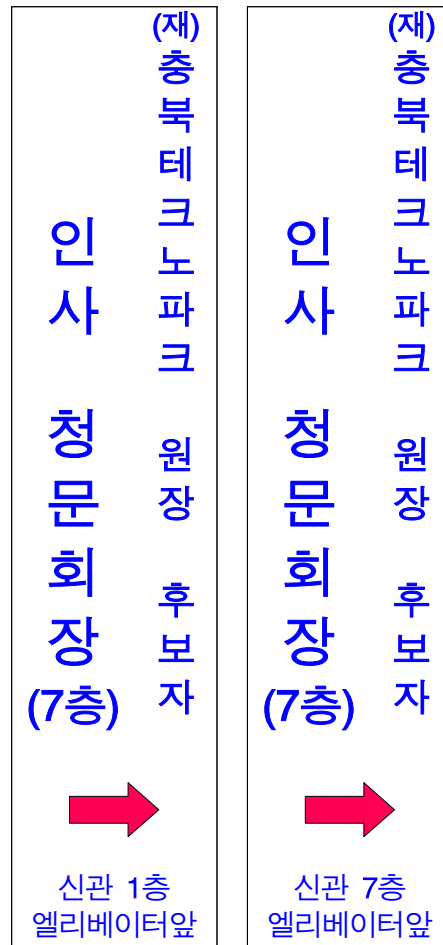 (재)충북테크노파크 원장 후보자
인사 청문회장(7층)
신관 1층
엘리베이터앞
(재)충북테크노파크 원장 후보자
인사 청문회장(7층)
신관 7층
엘리베이터앞